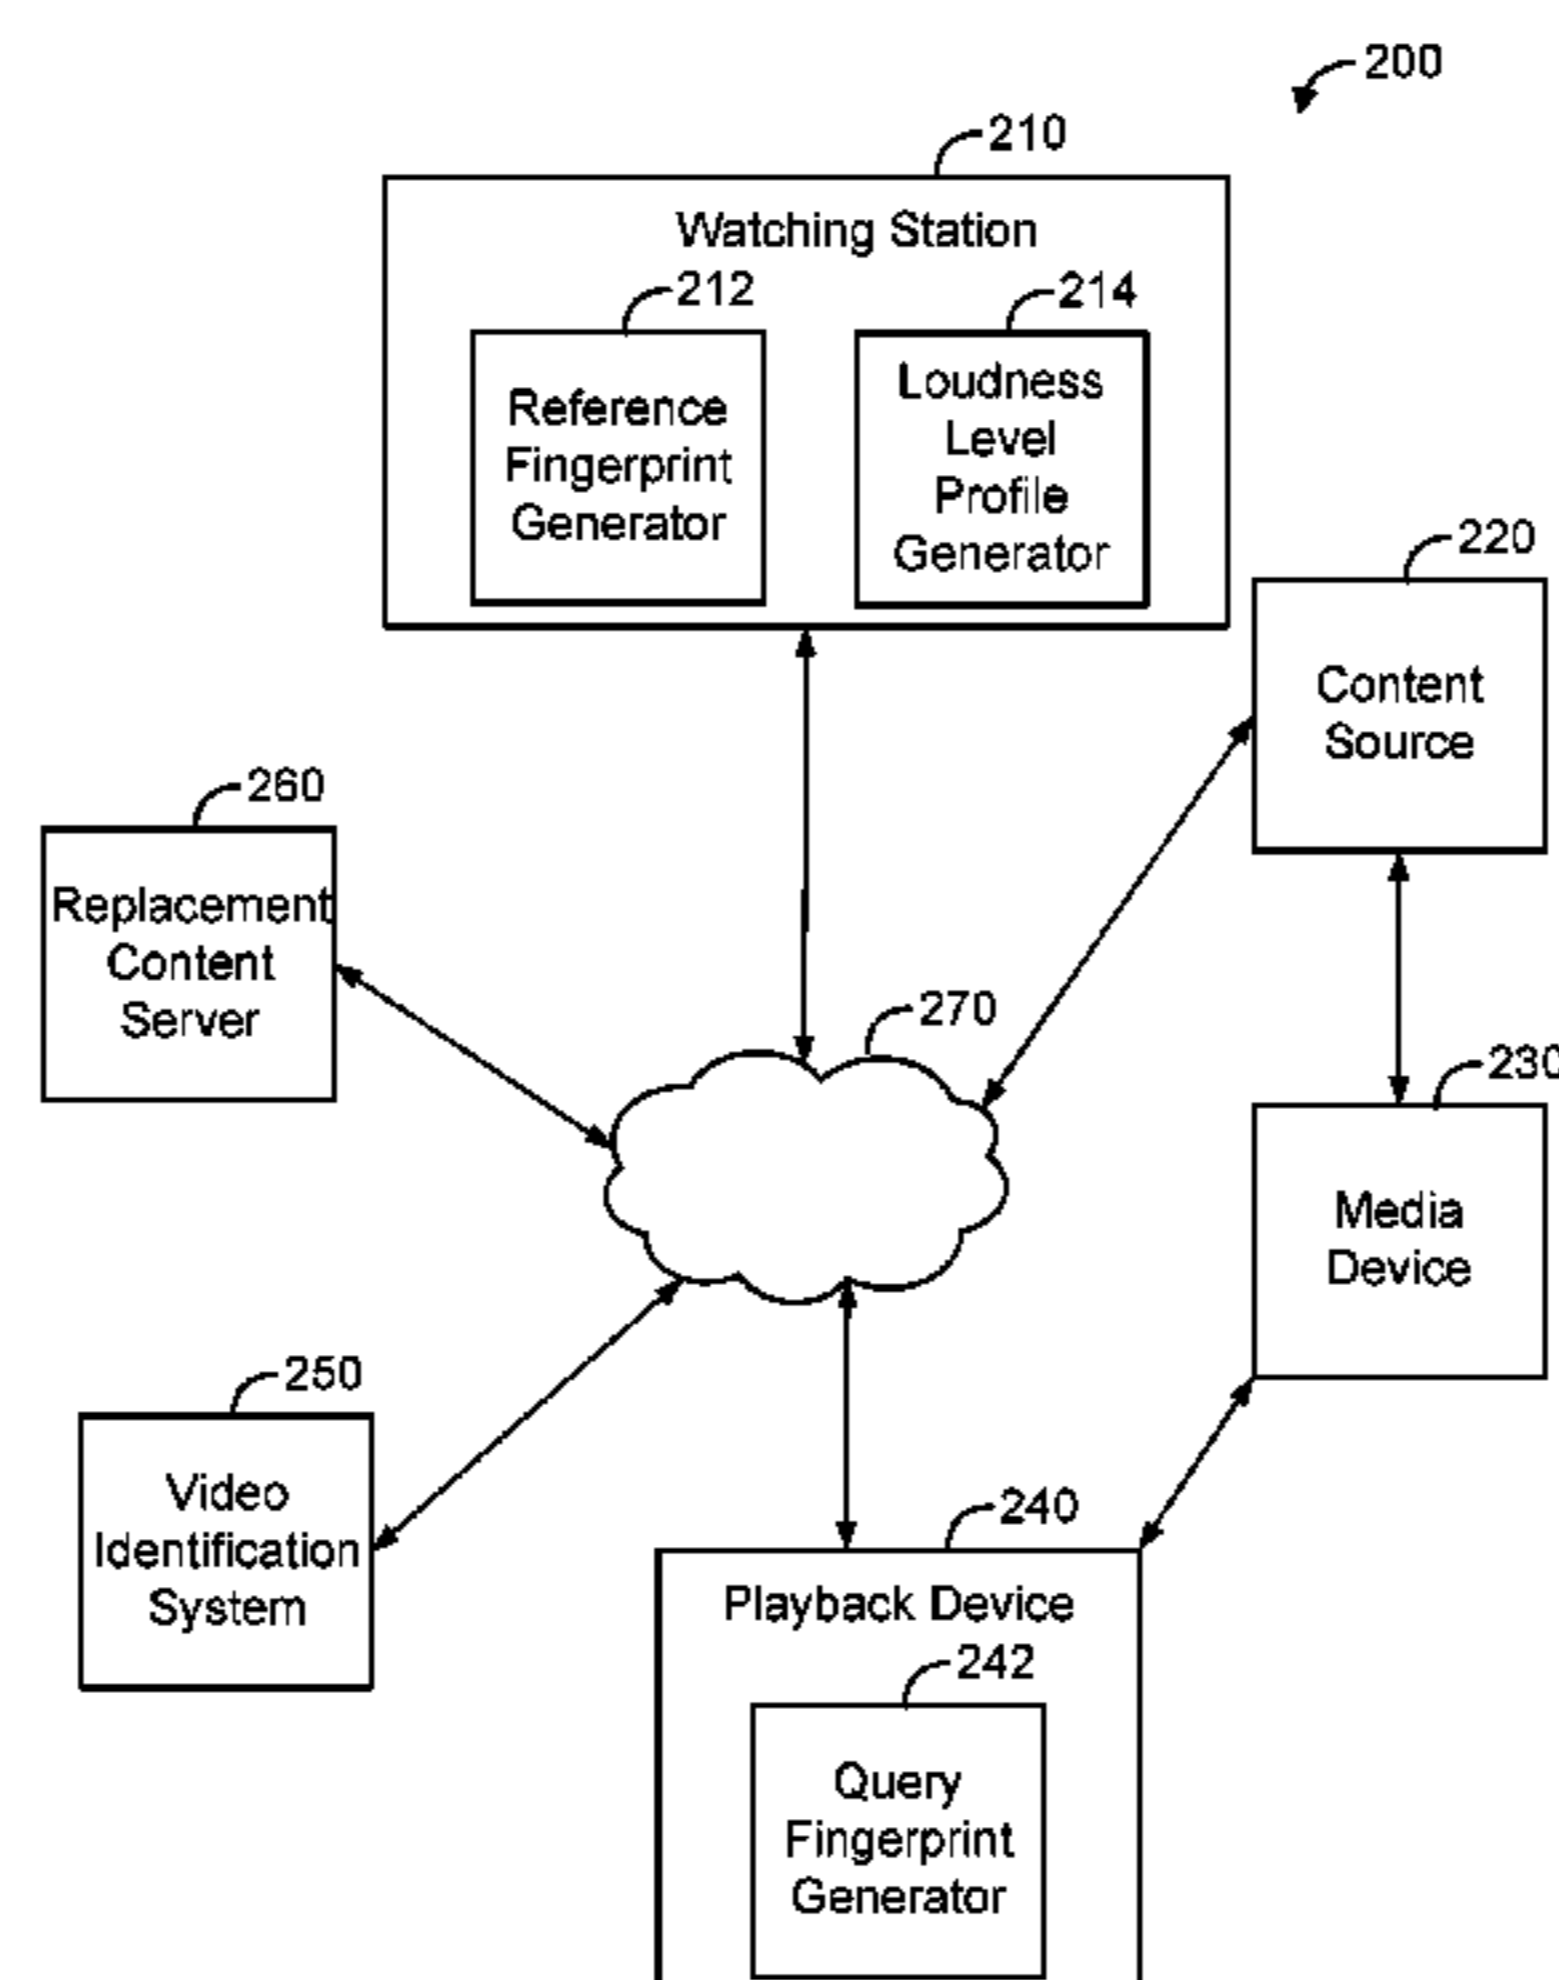 200
210
Watching Station
212
214
Reference
Fingerprint
Generator
Loudness
Level
Profile
Generator
220
Content
Source
260
Replacement
Content
Server
270
230
Media
Device
250
Video
Identification
System
240
Playback Device
242
Query
Fingerprint
Generator